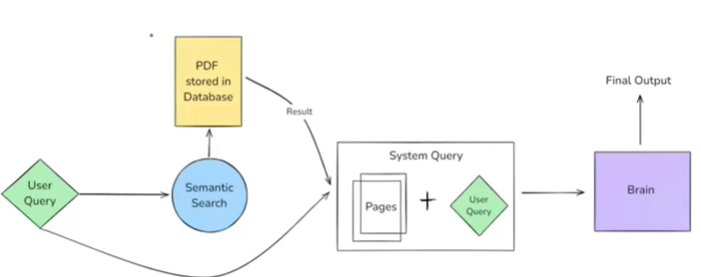 PDF
stored in
Database
Result
User
Query
Semantic
Search
System Query
Pages
+
User
Query
Final Output
Brain